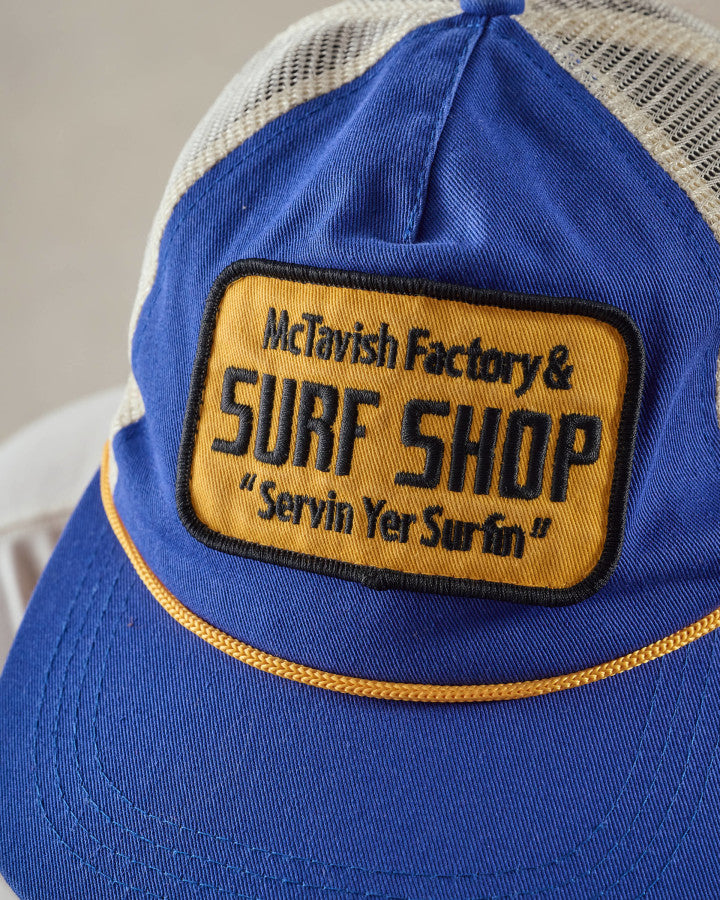 McTavish Factory &
SURF SHOP
"Servin Yer Surfin"